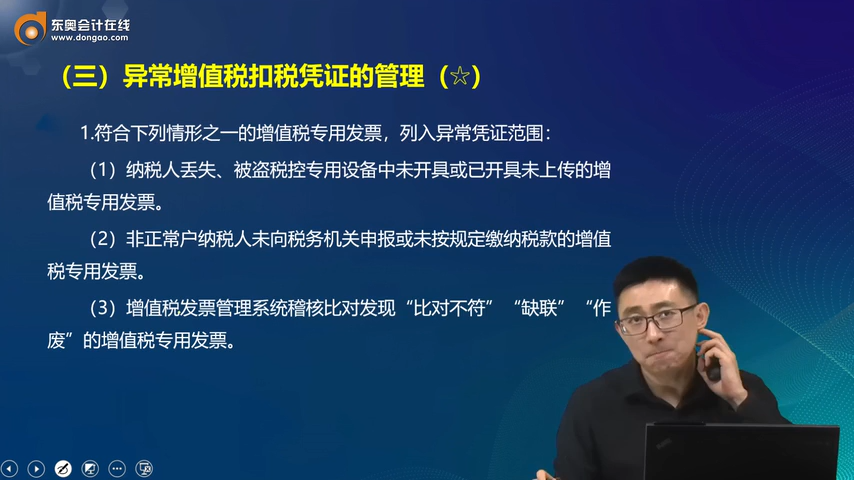 东奥会计在线
www.dongao.com
（三）异常增值税扣税凭证的管理（☆）
1.符合下列情形之一的增值税专用发票，列入异常凭证范围：
（1）纳税人丢失、被盗税控专用设备中未开具或已开具未上传的增
值税专用发票。
（2）非正常户纳税人未向税务机关申报或未按规定缴纳税款的增值
税专用发票。
（3）增值税发票管理系统稽核比对发现“比对不符”“缺联”“作
废”的增值税专用发票。